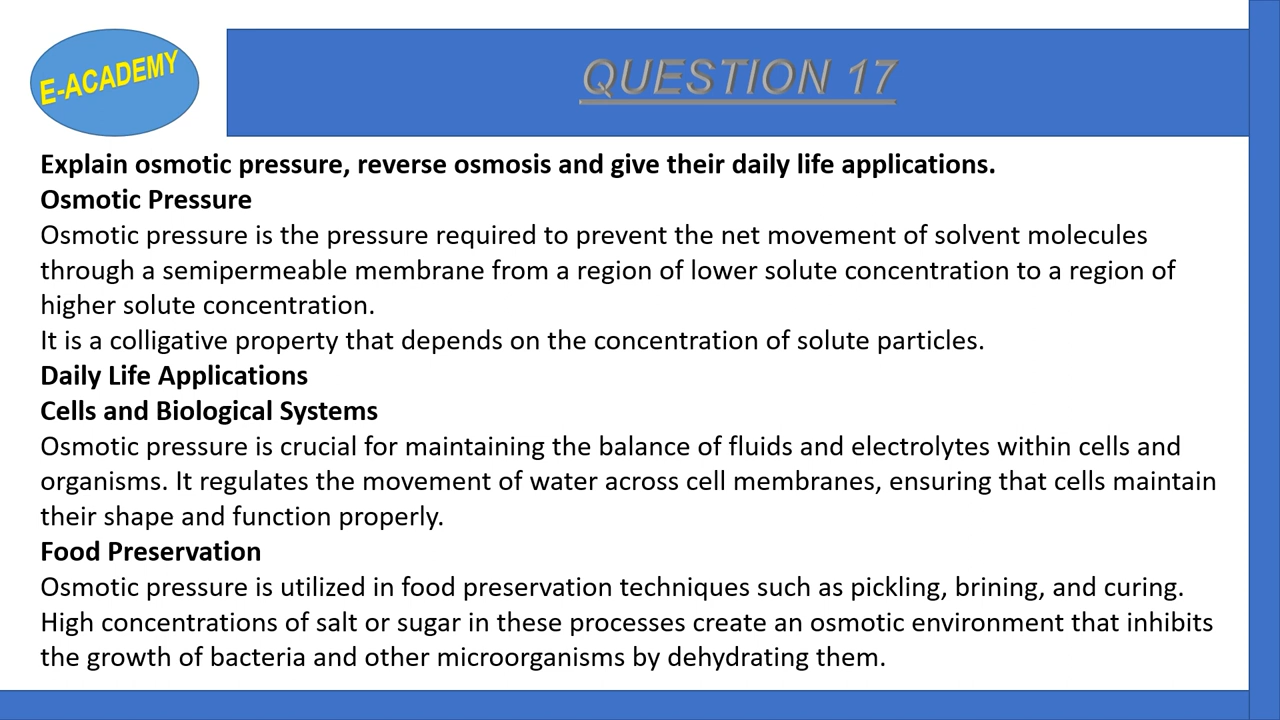 E-ACADEMY
QUESTION 17
Explain osmotic pressure, reverse osmosis and give their daily life applications.
Osmotic Pressure
Osmotic pressure is the pressure required to prevent the net movement of solvent molecules
through a semipermeable membrane from a region of lower solute concentration to a region of
higher solute concentration.
It is a colligative property that depends on the concentration of solute particles.
Daily Life Applications
Cells and Biological Systems
Osmotic pressure is crucial for maintaining the balance of fluids and electrolytes within cells and
organisms. It regulates the movement of water across cell membranes, ensuring that cells maintain
their shape and function properly.
Food Preservation
Osmotic pressure is utilized in food preservation techniques such as pickling, brining, and curing.
High concentrations of salt or sugar in these processes create an osmotic environment that inhibits
the growth of bacteria and other microorganisms by dehydrating them.